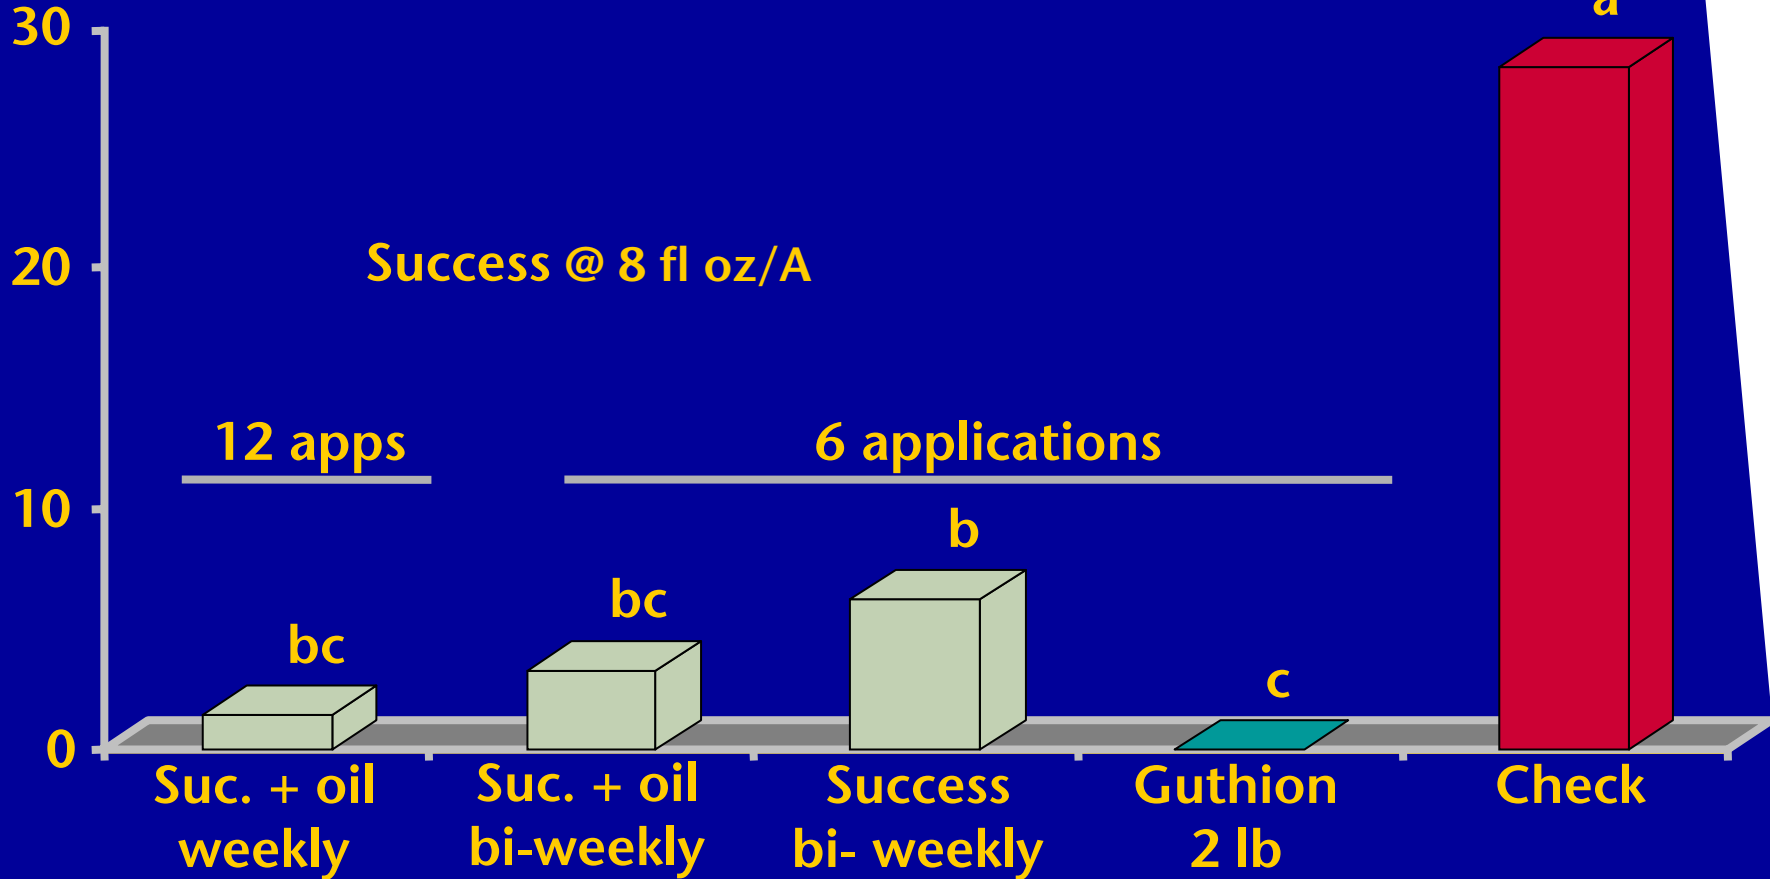 a
30
20
Success @ 8 fl oz/A
12 apps
6 applications
10
b
bc
bc
c
0
Suc. + oil
weekly
Suc. + oil
bi-weekly
Success
bi- weekly
Guthion
2 lb
Check